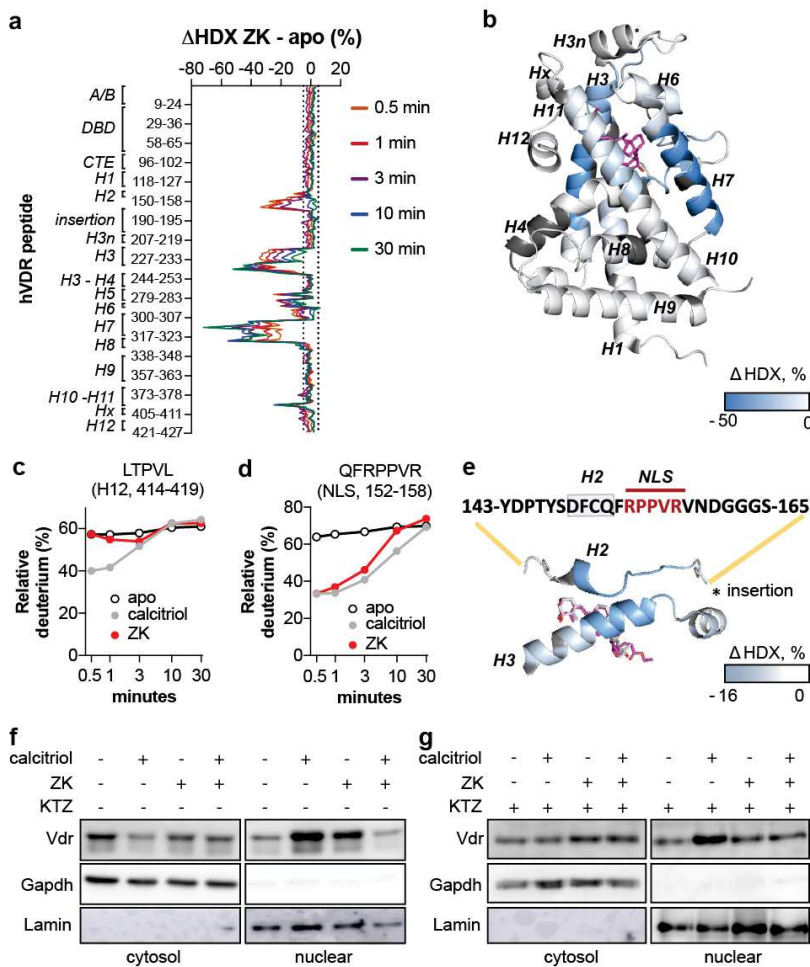 a
ΔHDX ZK - apo (%)
-80 -60 -40 -20 0 20
hVDR peptide
A/B
DBD
CTE
H1
H2
insertion
H3n
H3
H3 - H4
H5
H6
H7
H8
H9
H10 -H11
Hx
H12
9-24
29-36
58-65
96-102
118-127
150-158
190-195
207-219
227-233
244-253
279-283
300-307
317-323
338-348
357-363
373-378
405-411
421-427
0.5 min
1 min
3 min
10 min
30 min
b
H3n *
Hx H3 H6
H11
H12
H7
H4
H8
H10
H9
H1
Δ HDX, %
-50 0
c
LTPVL
(H12, 414-419)
Relative
deuterium (%)
80
60
40
20
0
apo
calcitriol
ZK
0.5 1 3 10 30
minutes
d
QFRPPVR
(NLS, 152-158)
Relative
deuterium (%)
80
60
40
20
0
apo
calcitriol
ZK
0.5 1 3 10 30
minutes
e
H2 NLS
143-YDPTYSDFCQFRPPVRVNDGGGS-165
H2
* insertion
H3
Δ HDX, %
- 16 0
f
calcitriol - + - + - + - +
ZK - - + + - - + +
KTZ - - - - - - - -
Vdr
Gapdh
Lamin
cytosol nuclear
g
calcitriol - + - + - + - +
ZK - - + + - - + +
KTZ + + + + + + + +
Vdr
Gapdh
Lamin
cytosol nuclear